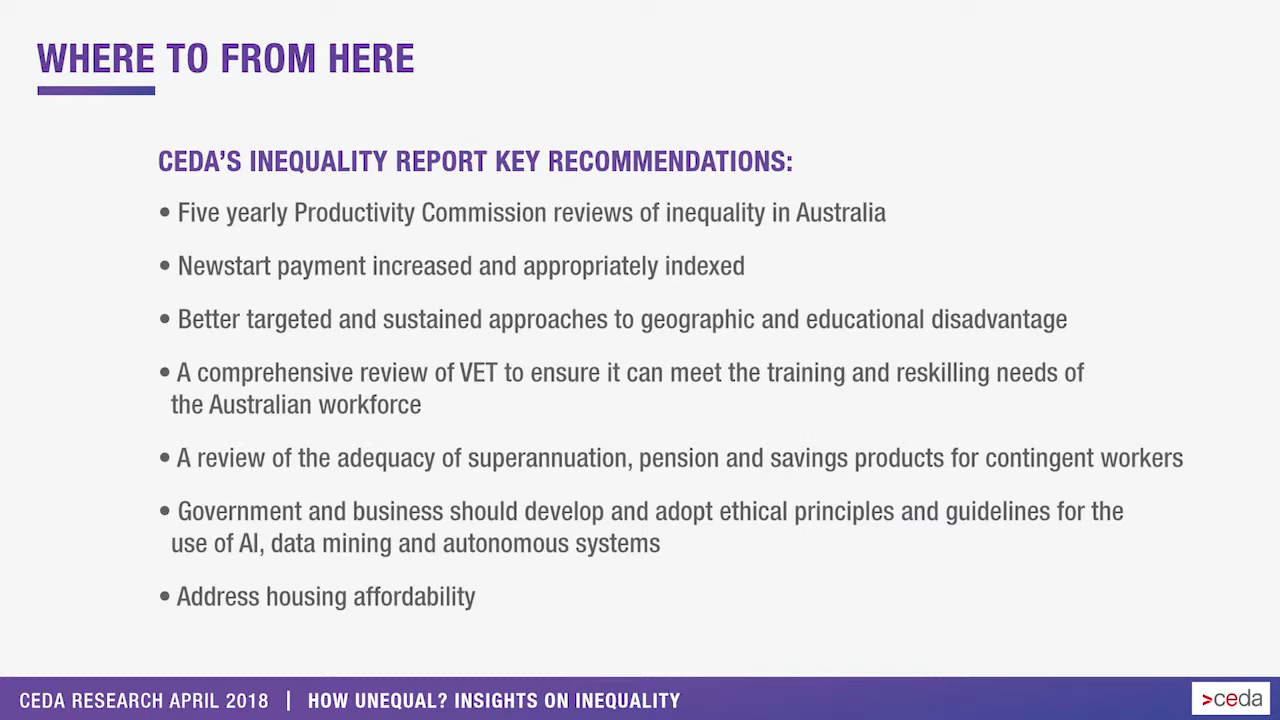 WHERE TO FROM HERE
CEDA'S INEQUALITY REPORT KEY RECOMMENDATIONS:
• Five yearly Productivity Commission reviews of inequality in Australia
• Newstart payment increased and appropriately indexed
• Better targeted and sustained approaches to geographic and educational disadvantage
• A comprehensive review of VET to ensure it can meet the training and reskilling needs of
the Australian workforce
• A review of the adequacy of superannuation, pension and savings products for contingent workers
• Government and business should develop and adopt ethical principles and guidelines for the
use of AI, data mining and autonomous systems
• Address housing affordability
CEDA RESEARCH APRIL 2018 | HOW UNEQUAL? INSIGHTS ON INEQUALITY
>ceda